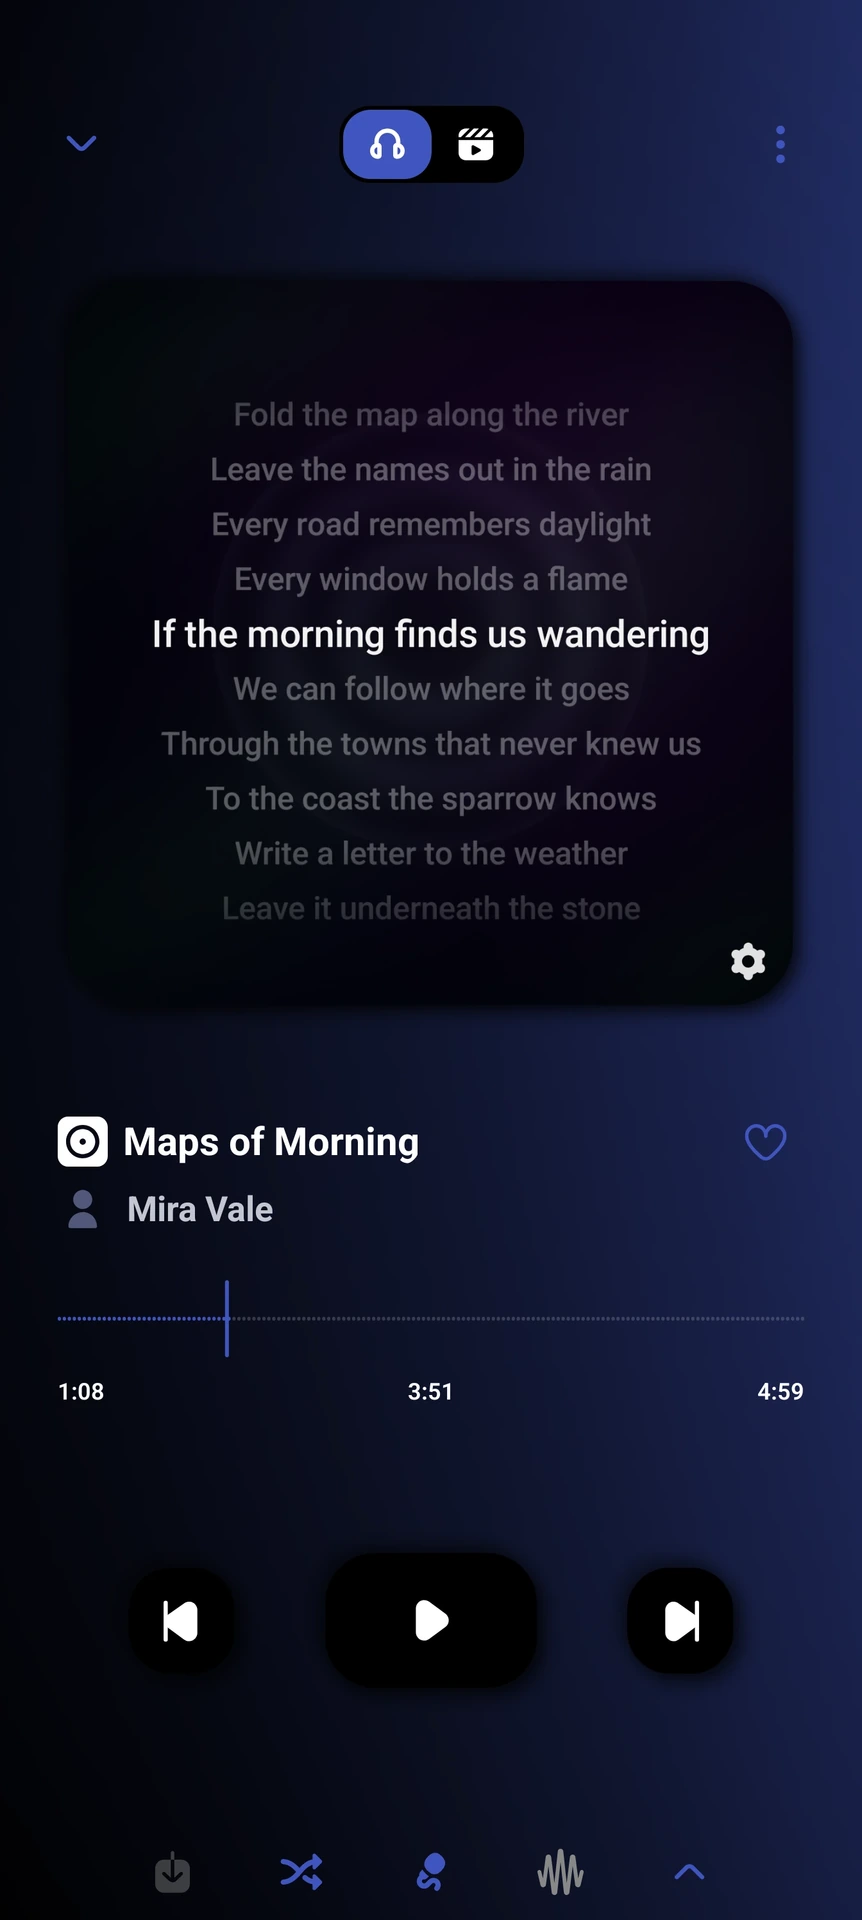 Fold the map along the river
Leave the names out in the rain
Every road remembers daylight
Every window holds a flame
If the morning finds us wandering
We can follow where it goes
Through the towns that never knew us
To the coast the sparrow knows
Write a letter to the weather
Leave it underneath the stone
Maps of Morning
Mira Vale
1:08 3:51 4:59